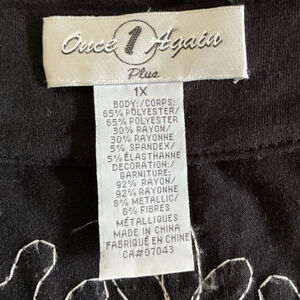 Once 1 Again
Plus
1X
BODY:/CORPS:
65% POLYESTER/
65% POLYESTER
30% RAYON/
30% RAYONNE
5% SPANDEX/
5% ELASTHANNE
DECORATION:/
GARNITURE:
92% RAYON/
92% RAYONNE
8% METALLIC/
8% FIBRES
MÉTALLIQUES
MADE IN CHINA
FABRIQUÉ EN CHINE
CA#07043